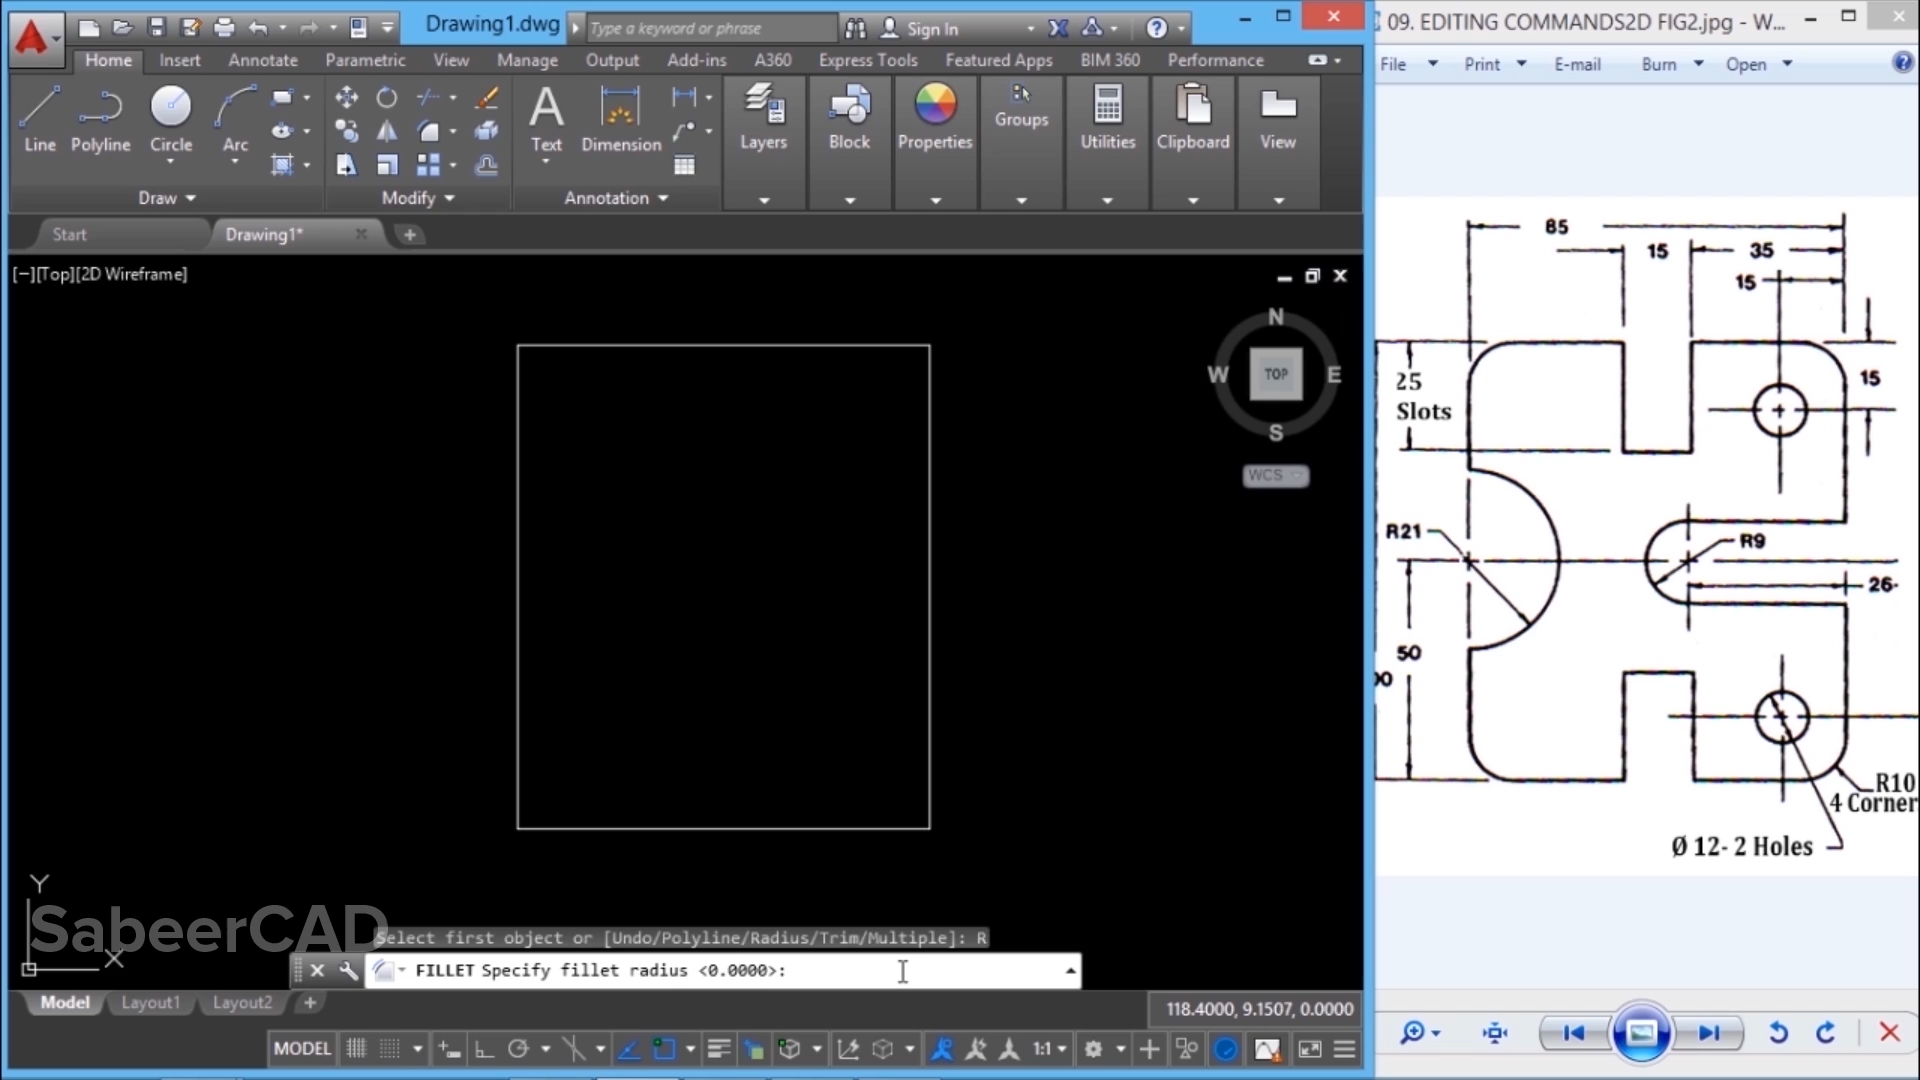 Drawing1.dwg
Type a keyword or phrase
Sign In
Home Insert Annotate Parametric View Manage Output Add-ins A360 Express Tools Featured Apps BIM 360 Performance
Line Polyline Circle Arc
Text Dimension
Layers Block Properties Groups Utilities Clipboard View
Draw Modify Annotation
Start Drawing1*
[−][Top][2D Wireframe]
N
W TOP E
S
WCS
Y
X
SabeerCAD
Select first object or [Undo/Polyline/Radius/Trim/Multiple]: R
FILLET Specify fillet radius <0.0000>:
Model Layout1 Layout2
118.4000, 9.1507, 0.0000
MODEL 1:1
09. EDITING COMMANDS2D FIG2.jpg - W...
File Print E-mail Burn Open
85
15 35
15
25
Slots
15
R21
R9
26
50
R10
4 Corner
Ø 12- 2 Holes